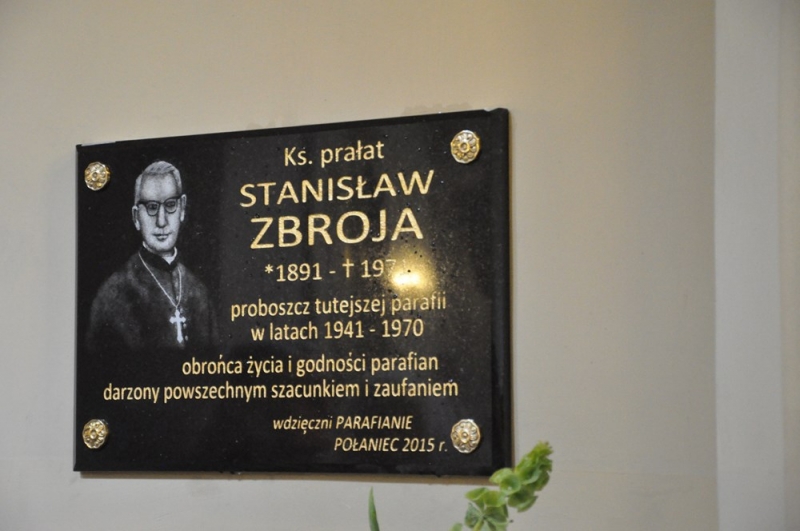 Ks. prałat
STANISŁAW
ZBROJA
*1891 - †
proboszcz tutejszej parafii
w latach 1941 - 1970
obrońca życia i godności parafian
darzony powszechnym szacunkiem i zaufaniem
wdzięczni PARAFIANIE
POŁANIEC 2015 r.